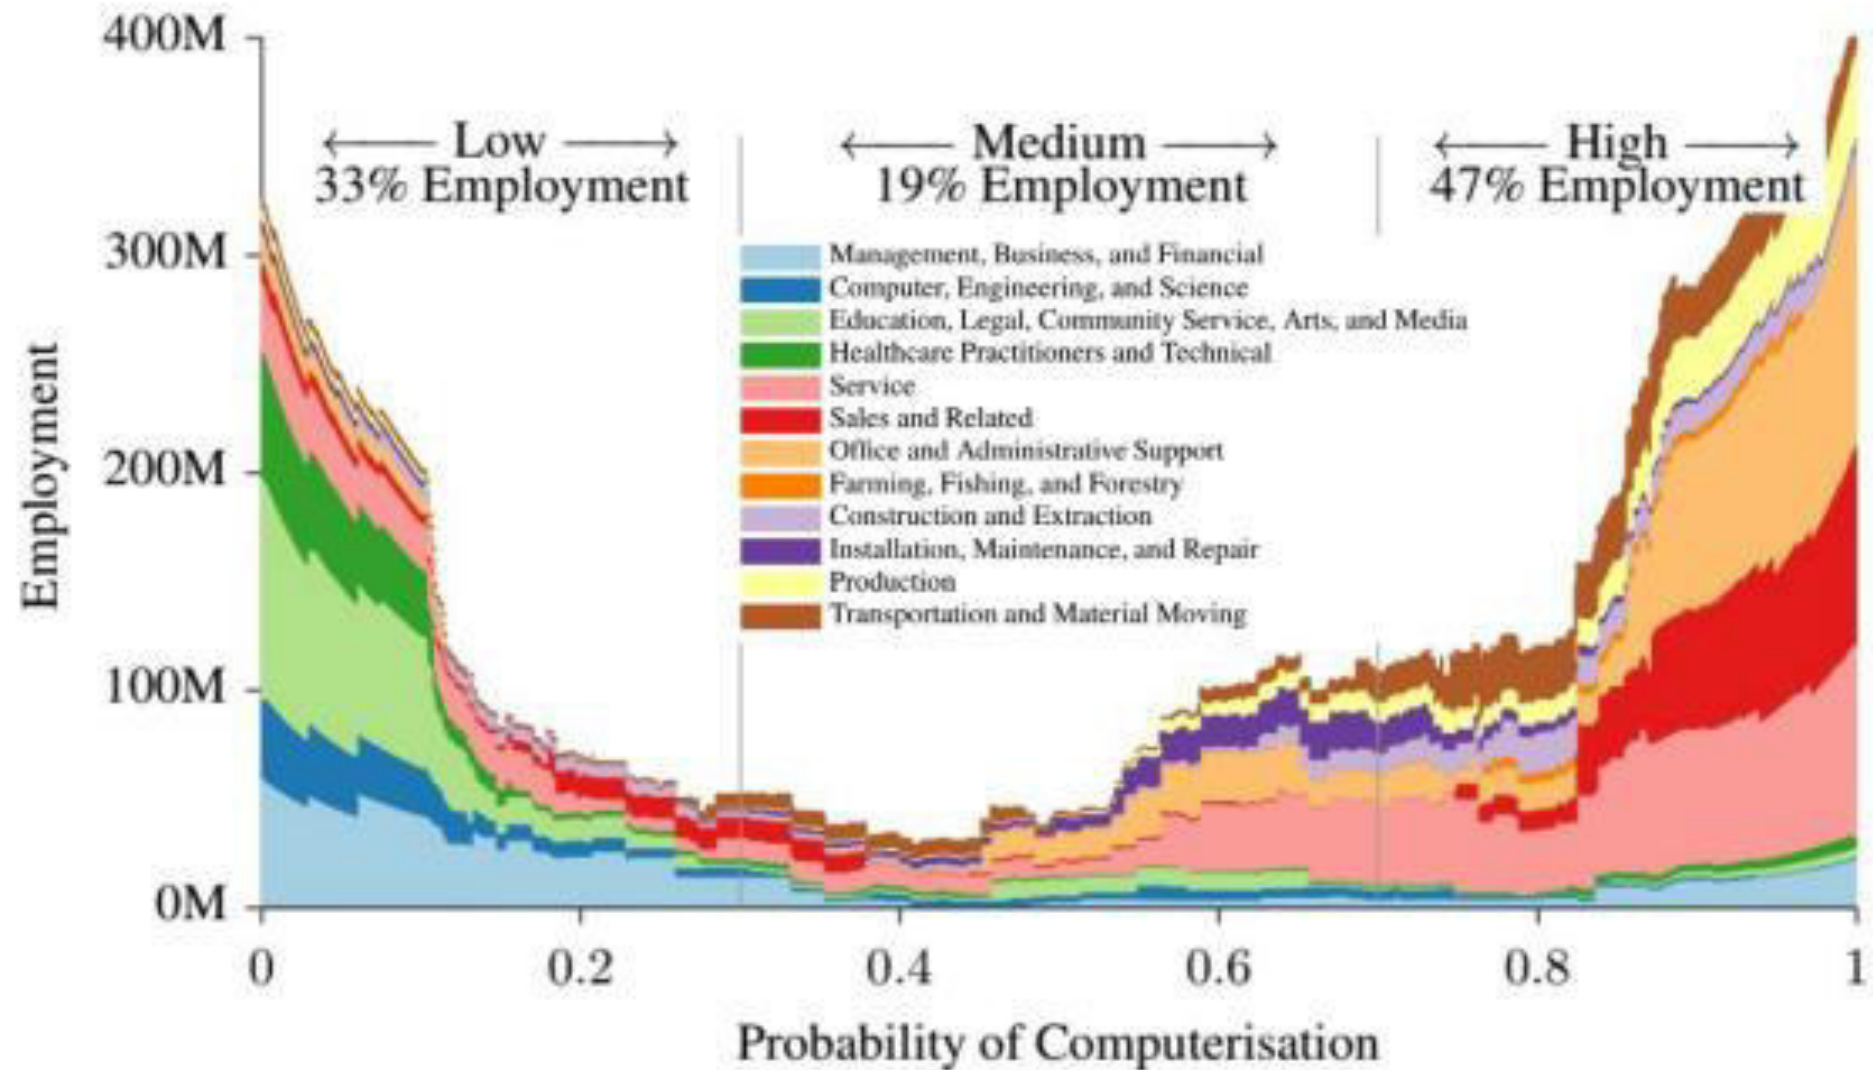 400M
300M
200M
100M
0M
Employment
← Low →
33% Employment
← Medium →
19% Employment
← High →
47% Employment
Management, Business, and Financial
Computer, Engineering, and Science
Education, Legal, Community Service, Arts, and Media
Healthcare Practitioners and Technical
Service
Sales and Related
Office and Administrative Support
Farming, Fishing, and Forestry
Construction and Extraction
Installation, Maintenance, and Repair
Production
Transportation and Material Moving
0 0.2 0.4 0.6 0.8 1
Probability of Computerisation